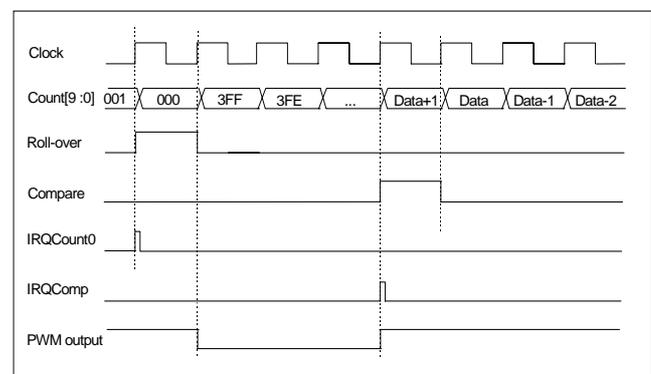 Clock
Count[9 :0] 001 000 3FF 3FE ... Data+1 Data Data-1 Data-2
Roll-over
Compare
IRQCount0
IRQComp
PWM output